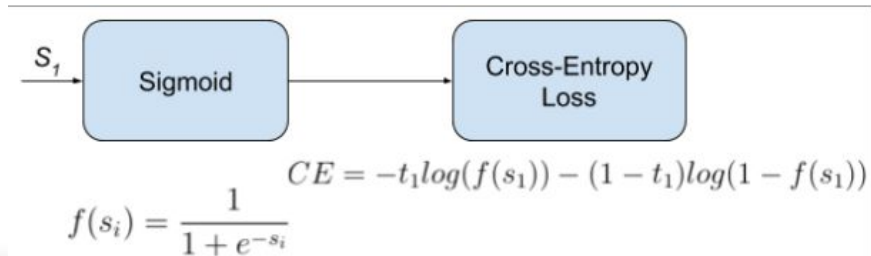 S₁
Sigmoid
Cross-Entropy
Loss
CE = −t₁log(f(s₁)) − (1 − t₁)log(1 − f(s₁))
f(sᵢ) = 1 / (1 + e^{−sᵢ})